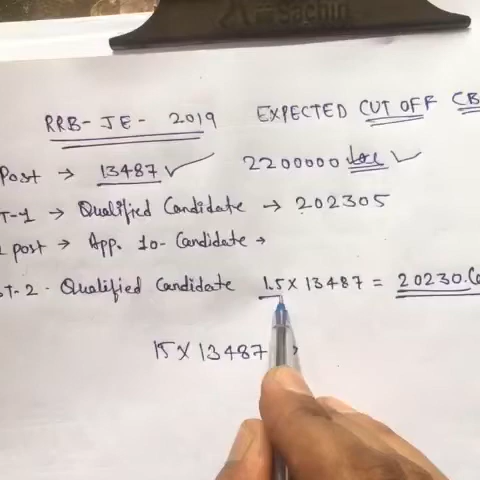 Sachin
RRB-JE- 2019 EXPECTED CUT OFF CB
Post → 13487 ✓ 2200000 ✓
T-1 → Qualified Candidate → 202305
post → App. 10- Candidate →
ST-2 - Qualified Candidate 1.5 X 13487 = 20230.
15 X 13487